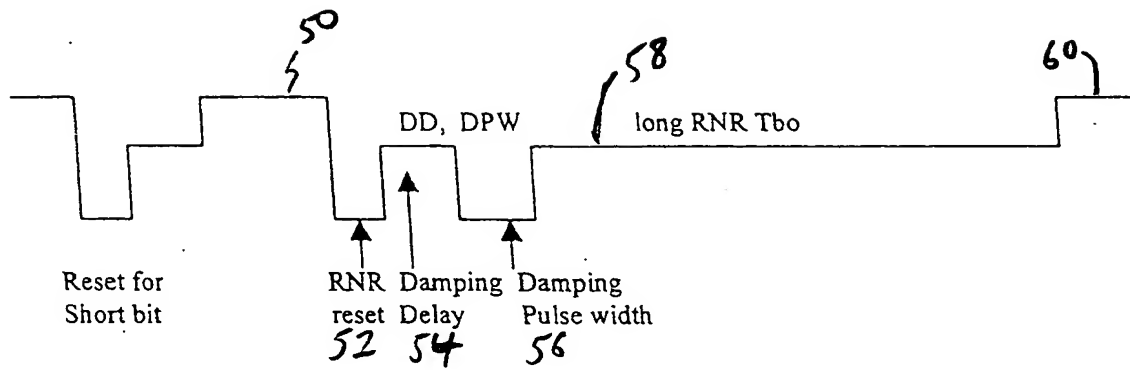 50
58
60
DD, DPW
long RNR Tbo
Reset for
Short bit
RNR
reset
52
Damping
Delay
54
Damping
Pulse width
56